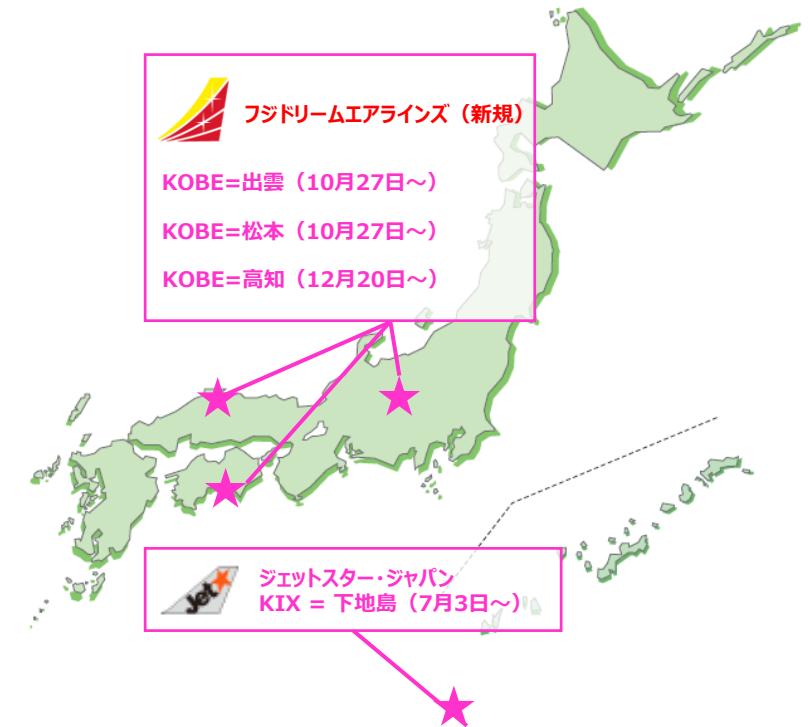 フジドリームエアラインズ（新規）
KOBE=出雲（10月27日～）
KOBE=松本（10月27日～）
KOBE=高知（12月20日～）
Jet
ジェットスター・ジャパン
KIX = 下地島（7月3日～）